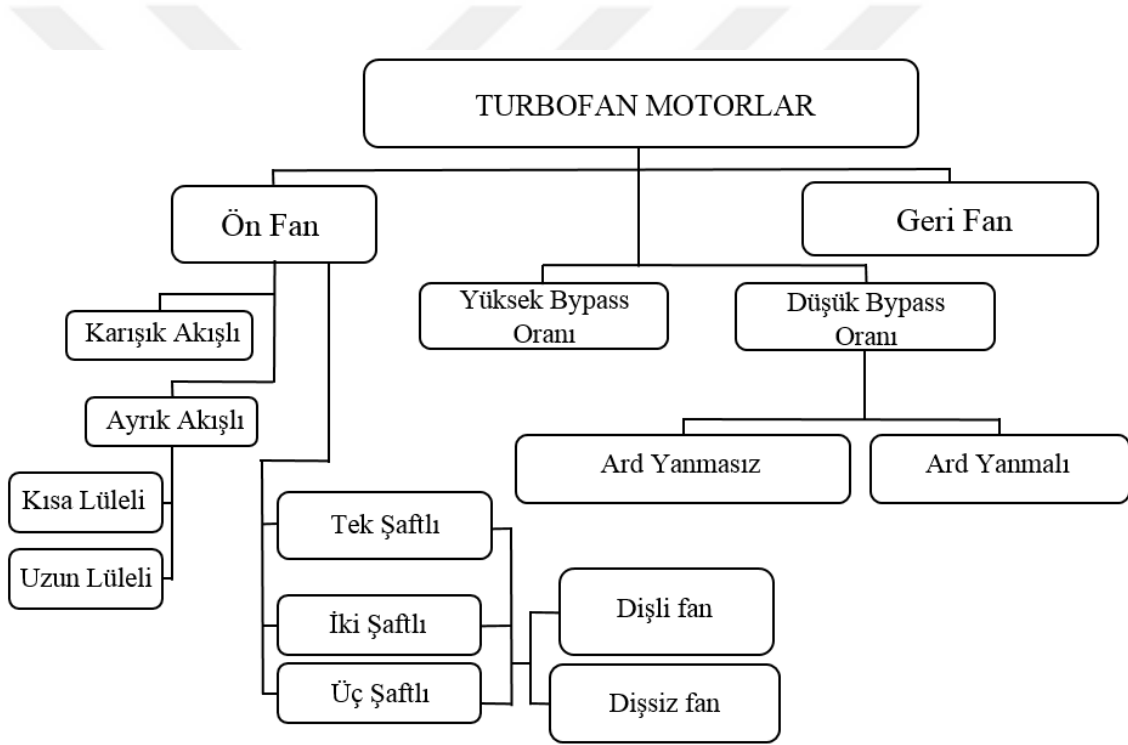 TURBOFAN MOTORLAR
Ön Fan
Geri Fan
Yüksek Bypass
Oranı
Düşük Bypass
Oranı
Karışık Akışlı
Ayrık Akışlı
Ard Yanmasız
Ard Yanmalı
Kısa Lüleli
Uzun Lüleli
Tek Şaftlı
İki Şaftlı
Üç Şaftlı
Dişli fan
Dişsiz fan